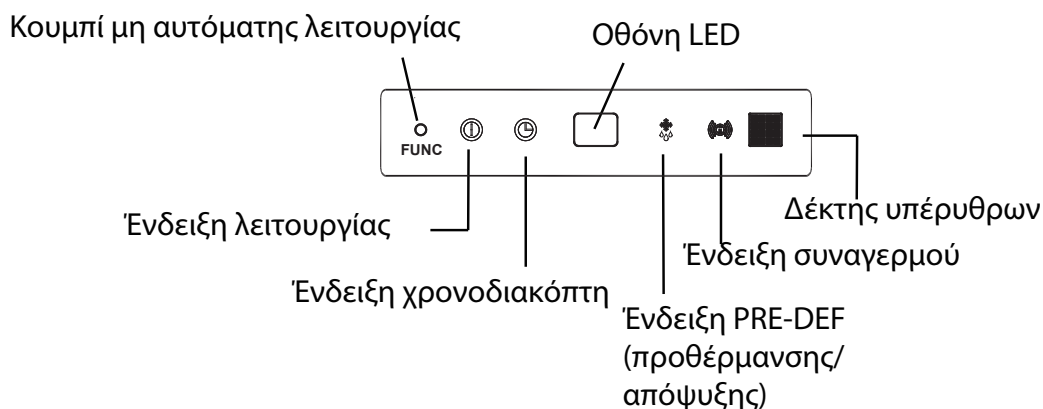 Κουμπί μη αυτόματης λειτουργίας
Οθόνη LED
FUNC
Δέκτης υπέρυθρων
Ένδειξη λειτουργίας
Ένδειξη συναγερμού
Ένδειξη χρονοδιακόπτη
Ένδειξη PRE-DEF
(προθέρμανσης/
απόψυξης)